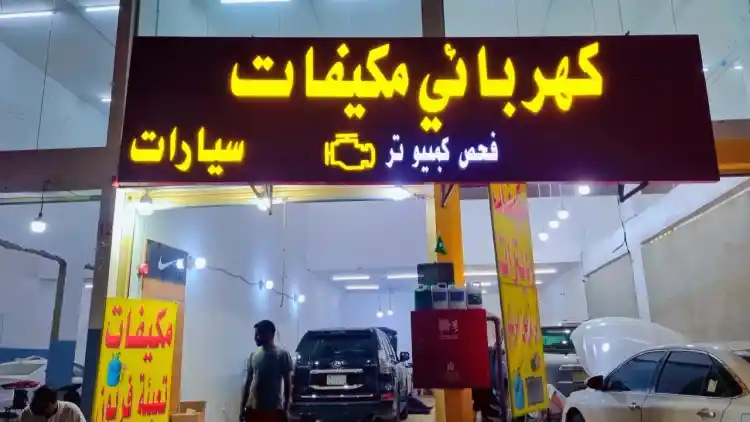 كهربائي مكيفات
سيارات
فحص كمبيوتر
مكيفات
تعبئة فريون